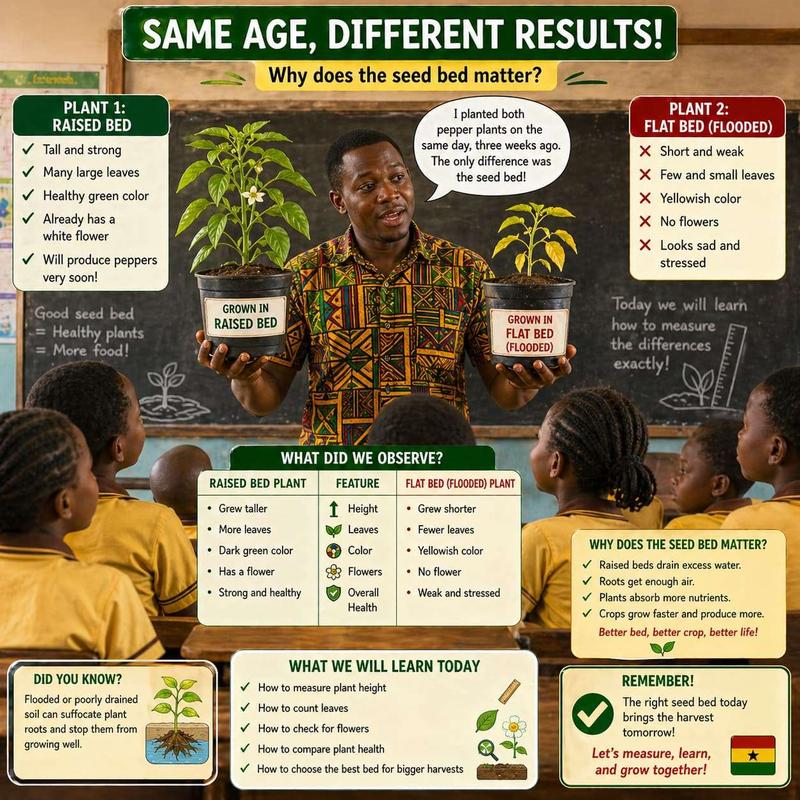 SAME AGE, DIFFERENT RESULTS!
Why does the seed bed matter?
PLANT 1:
RAISED BED
✓ Tall and strong
✓ Many large leaves
✓ Healthy green color
✓ Already has a
white flower
✓ Will produce peppers
very soon!
I planted both
pepper plants on the
same day, three weeks ago.
The only difference was
the seed bed!
PLANT 2:
FLAT BED (FLOODED)
✗ Short and weak
✗ Few and small leaves
✗ Yellowish color
✗ No flowers
✗ Looks sad and
stressed
GROWN IN
RAISED BED
GROWN IN
FLAT BED
(FLOODED)
Good seed bed
= Healthy plants
= More food!
Today we will learn
how to measure
the differences
exactly!
WHAT DID WE OBSERVE?
RAISED BED PLANT FEATURE FLAT BED (FLOODED) PLANT
• Grew taller Height • Grew shorter
• More leaves Leaves • Fewer leaves
• Dark green color Color • Yellowish color
• Has a flower Flowers • No flower
• Strong and healthy Overall • Weak and stressed
Health
WHY DOES THE SEED BED MATTER?
✓ Raised beds drain excess water.
✓ Roots get enough air.
✓ Plants absorb more nutrients.
✓ Crops grow faster and produce more.
Better bed, better crop, better life!
DID YOU KNOW?
Flooded or poorly drained
soil can suffocate plant
roots and stop them from
growing well.
WHAT WE WILL LEARN TODAY
✓ How to measure plant height
✓ How to count leaves
✓ How to check for flowers
✓ How to compare plant health
✓ How to choose the best bed for bigger harvests
REMEMBER!
The right seed bed today
brings the harvest
tomorrow!
Let's measure, learn,
and grow together!